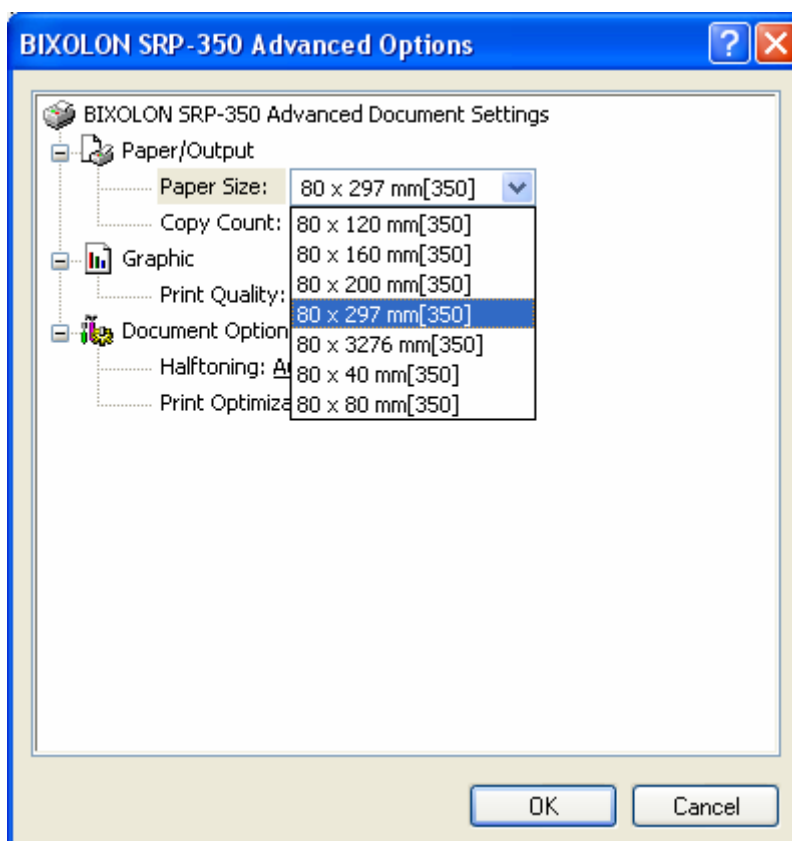 BIXOLON SRP-350 Advanced Options
BIXOLON SRP-350 Advanced Document Settings
Paper/Output
Paper Size: 80 x 297 mm[350]
Copy Count:
80 x 120 mm[350]
80 x 160 mm[350]
Graphic
80 x 200 mm[350]
Print Quality:
80 x 297 mm[350]
Document Option
80 x 3276 mm[350]
Halftoning:
80 x 40 mm[350]
Print Optimiza
80 x 80 mm[350]
OK
Cancel